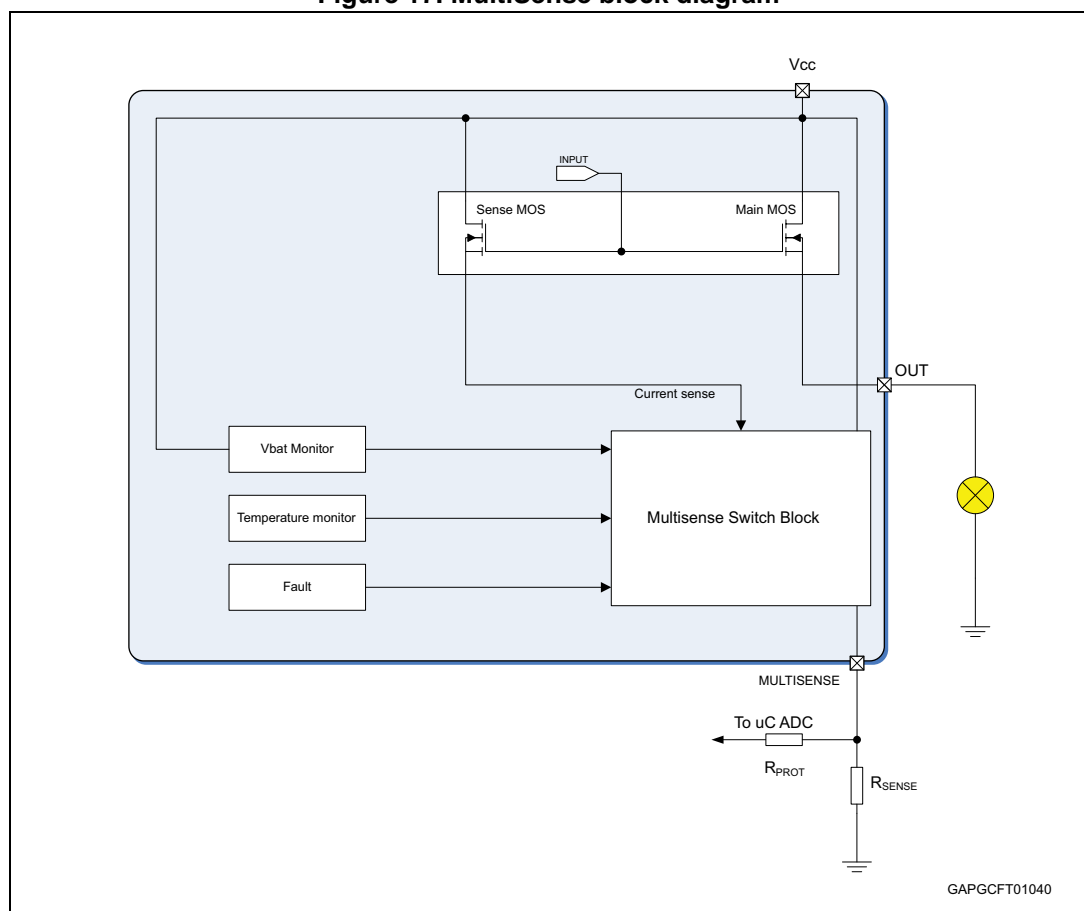 Figure 17. MultiSense block diagram
Vcc
INPUT
Sense MOS
Main MOS
OUT
Current sense
Vbat Monitor
Temperature monitor
Multisense Switch Block
Fault
MULTISENSE
To uC ADC
RPROT
RSENSE
GAPGCFT01040